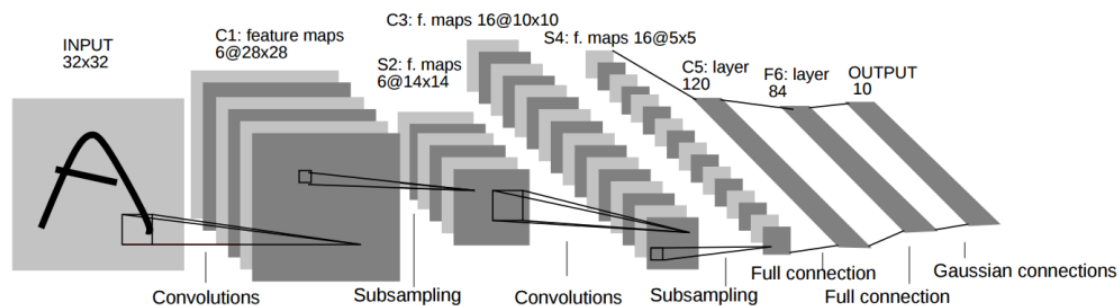 INPUT
32x32
C1: feature maps
6@28x28
S2: f. maps
6@14x14
C3: f. maps 16@10x10
S4: f. maps 16@5x5
C5: layer
120
F6: layer
84
OUTPUT
10
Convolutions
Subsampling
Convolutions
Subsampling
Full connection
Full connection
Gaussian connections